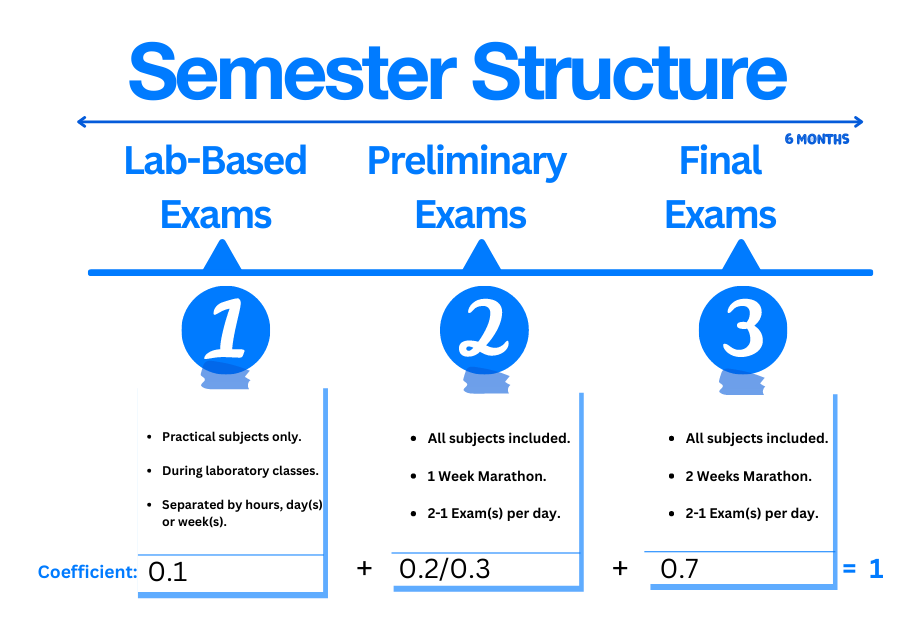 Semester Structure
6 MONTHS
Lab-Based
Exams
Preliminary
Exams
Final
Exams
1
2
3
• Practical subjects only.
• During laboratory classes.
• Separated by hours, day(s)
or week(s).
• All subjects included.
• 1 Week Marathon.
• 2-1 Exam(s) per day.
• All subjects included.
• 2 Weeks Marathon.
• 2-1 Exam(s) per day.
Coefficient: 0.1 + 0.2/0.3 + 0.7 = 1